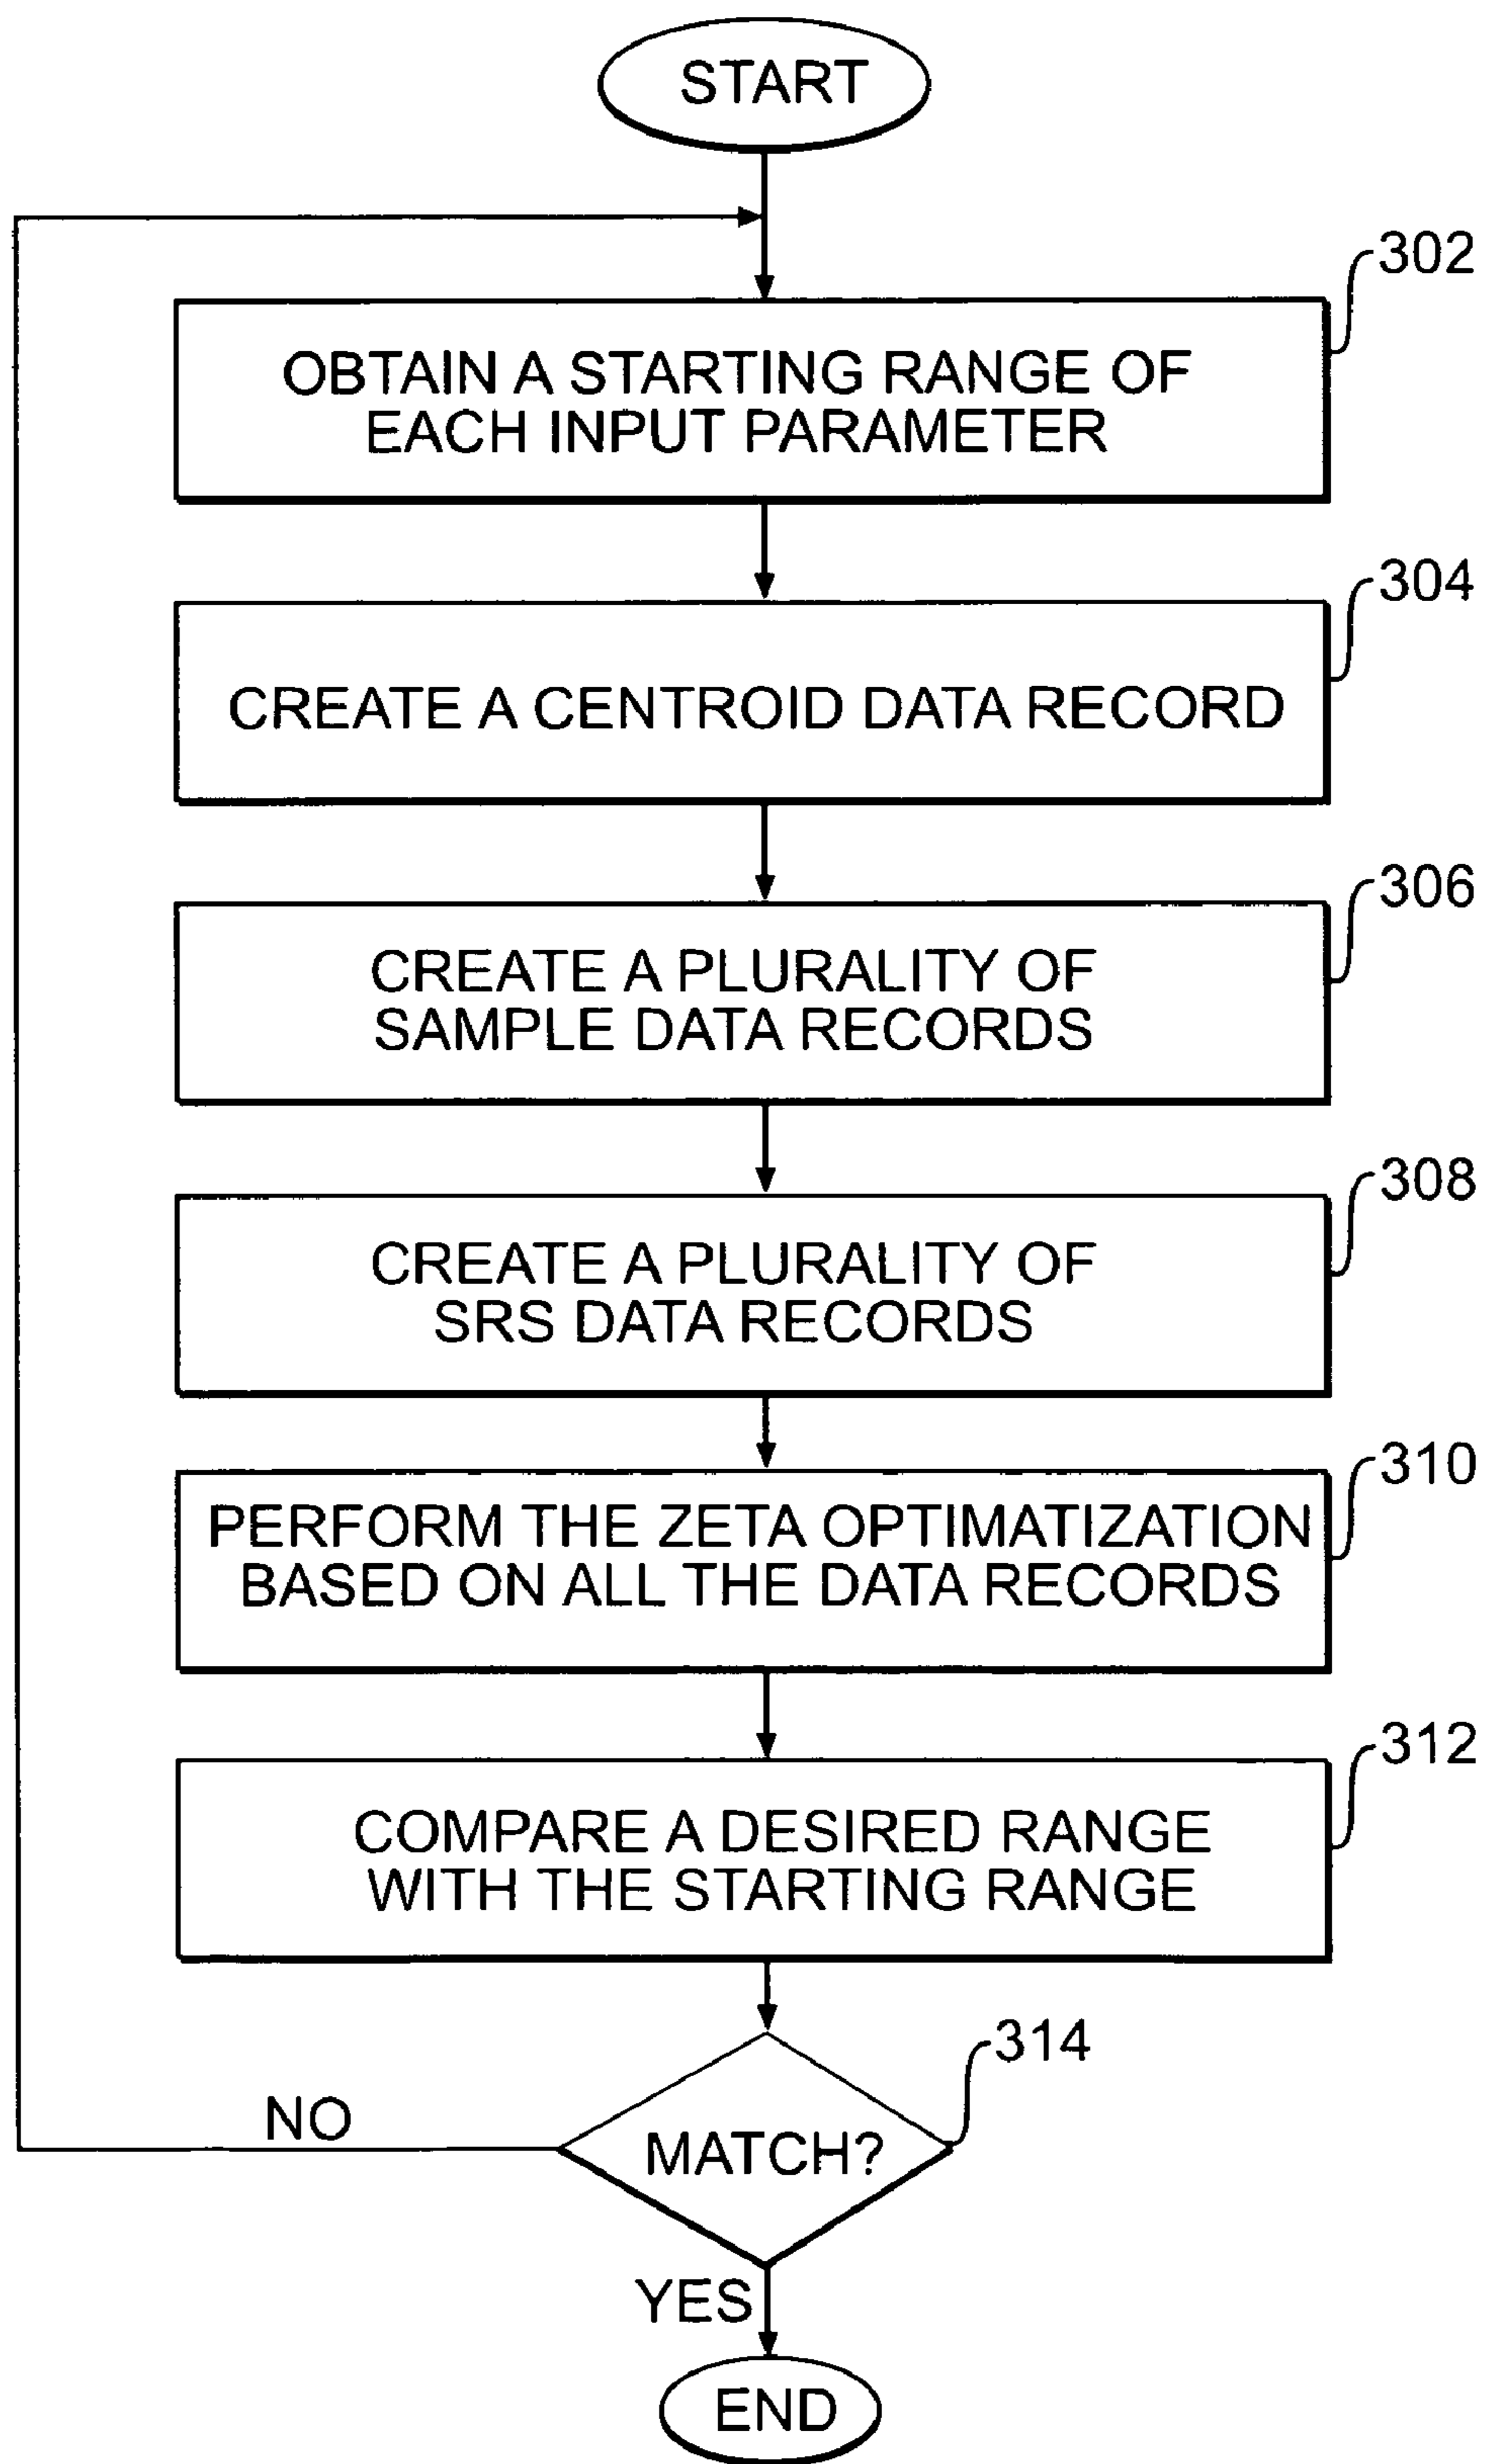 START
302
OBTAIN A STARTING RANGE OF
EACH INPUT PARAMETER
304
CREATE A CENTROID DATA RECORD
306
CREATE A PLURALITY OF
SAMPLE DATA RECORDS
308
CREATE A PLURALITY OF
SRS DATA RECORDS
310
PERFORM THE ZETA OPTIMATIZATION
BASED ON ALL THE DATA RECORDS
312
COMPARE A DESIRED RANGE
WITH THE STARTING RANGE
314
NO
MATCH?
YES
END